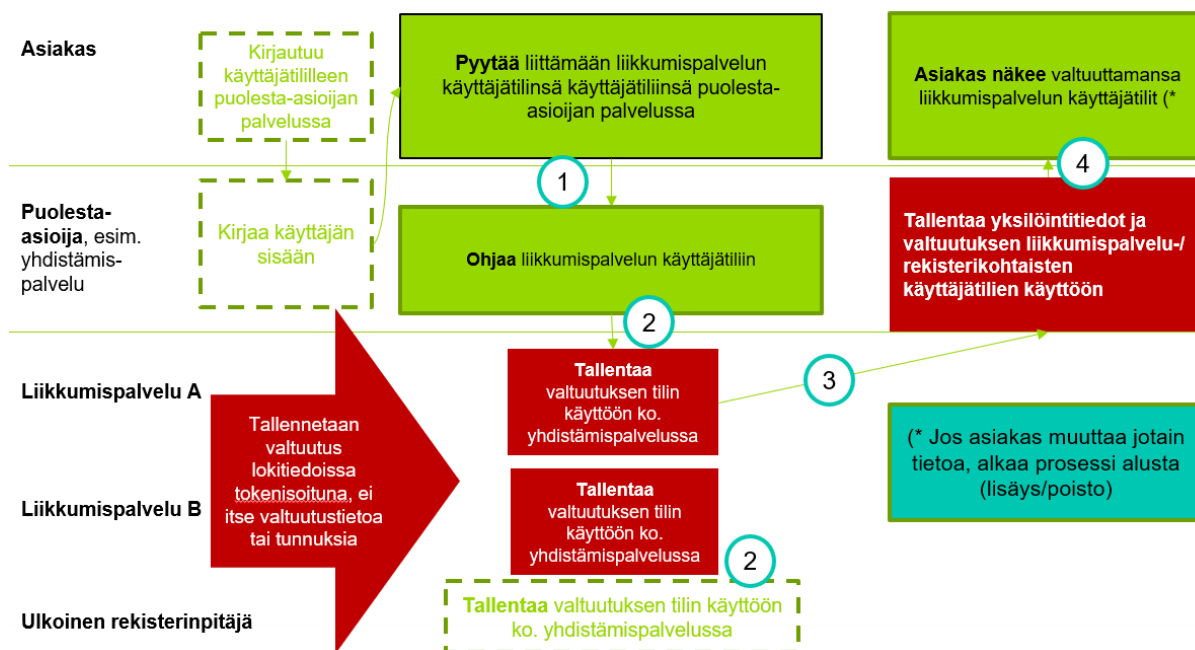 Asiakas
Kirjautuu
käyttäjätililleen
puolesta-asioijan
palvelussa
Pyytää liittämään liikkumispalvelun
käyttäjätilinsä käyttäjätiliinsä puolesta-
asioijan palvelussa
Asiakas näkee valtuuttamansa
liikkumispalvelun käyttäjätilit (*
1
4
Puolesta-
asioija, esim.
yhdistämis-
palvelu
Kirjaa käyttäjän
sisään
Ohjaa liikkumispalvelun käyttäjätiliin
Tallentaa yksilöintitiedot ja
valtuutuksen liikkumispalvelu-/
rekisterikohtaisten
käyttäjätilien käyttöön
2
Liikkumispalvelu A
Tallentaa
valtuutuksen tilin
käyttöön ko.
yhdistämispalvelussa
3
Tallennetaan
valtuutus
lokitiedoissa
tokenisoituna, ei
itse valtuutustietoa
tai tunnuksia
(* Jos asiakas muuttaa jotain
tietoa, alkaa prosessi alusta
(lisäys/poisto)
Liikkumispalvelu B
Tallentaa
valtuutuksen tilin
käyttöön ko.
yhdistämispalvelussa
2
Ulkoinen rekisterinpitäjä
Tallentaa valtuutuksen tilin käyttöön
ko. yhdistämispalvelussa